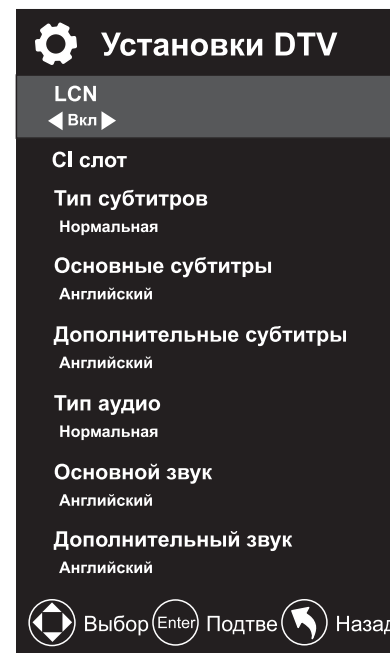 Установки DTV
LCN
Вкл
CI слот
Тип субтитров
Нормальная
Основные субтитры
Английский
Дополнительные субтитры
Английский
Тип аудио
Нормальная
Основной звук
Английский
Дополнительный звук
Английский
Выбор Enter Подтве Назад